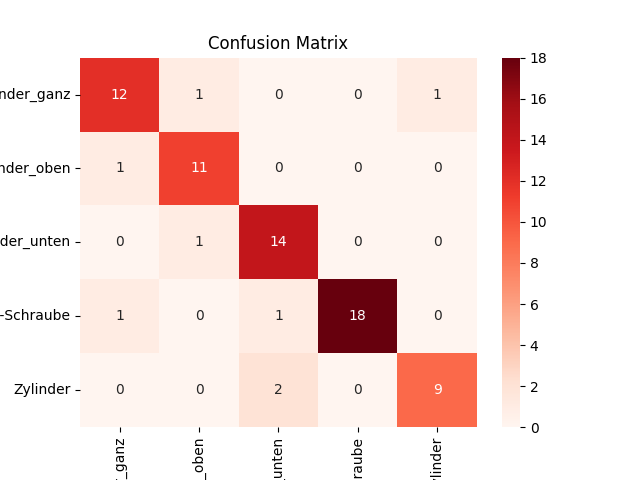 Confusion Matrix
nder_ganz 12 1 0 0 1
nder_oben 1 11 0 0 0
der_unten 0 1 14 0 0
-Schraube 1 0 1 18 0
Zylinder 0 0 2 0 9
_ganz
_oben
_unten
raube
ylinder
18
16
14
12
10
8
6
4
2
0